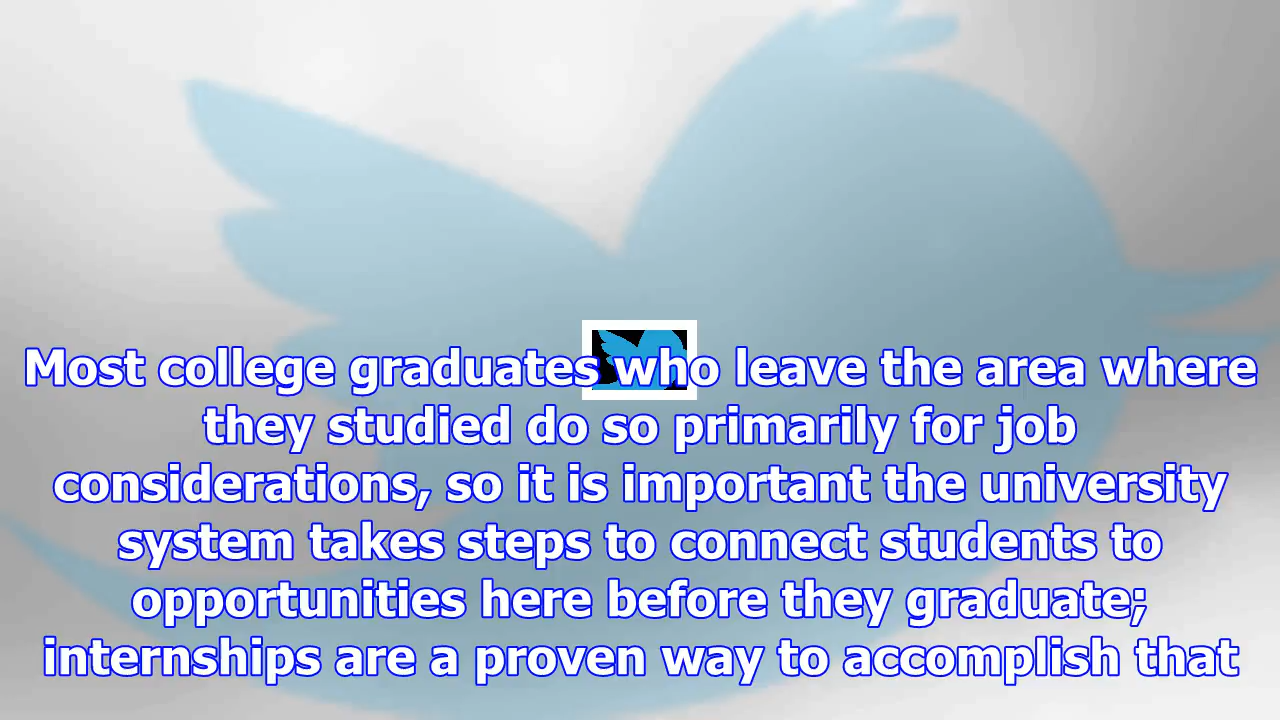 Most college graduates who leave the area where
they studied do so primarily for job
considerations, so it is important the university
system takes steps to connect students to
opportunities here before they graduate;
internships are a proven way to accomplish that